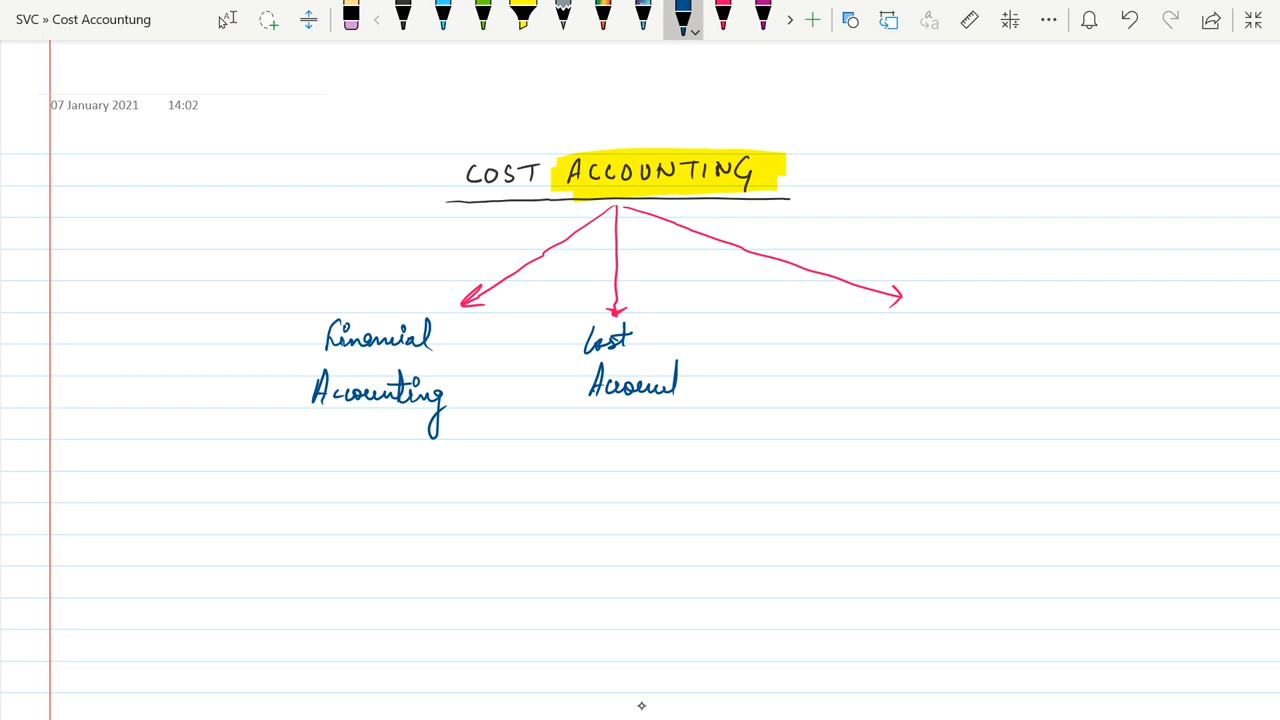 SVC » Cost Accountung
07 January 2021 14:02
COST ACCOUNTING
Financial
Accounting
Cost
Account